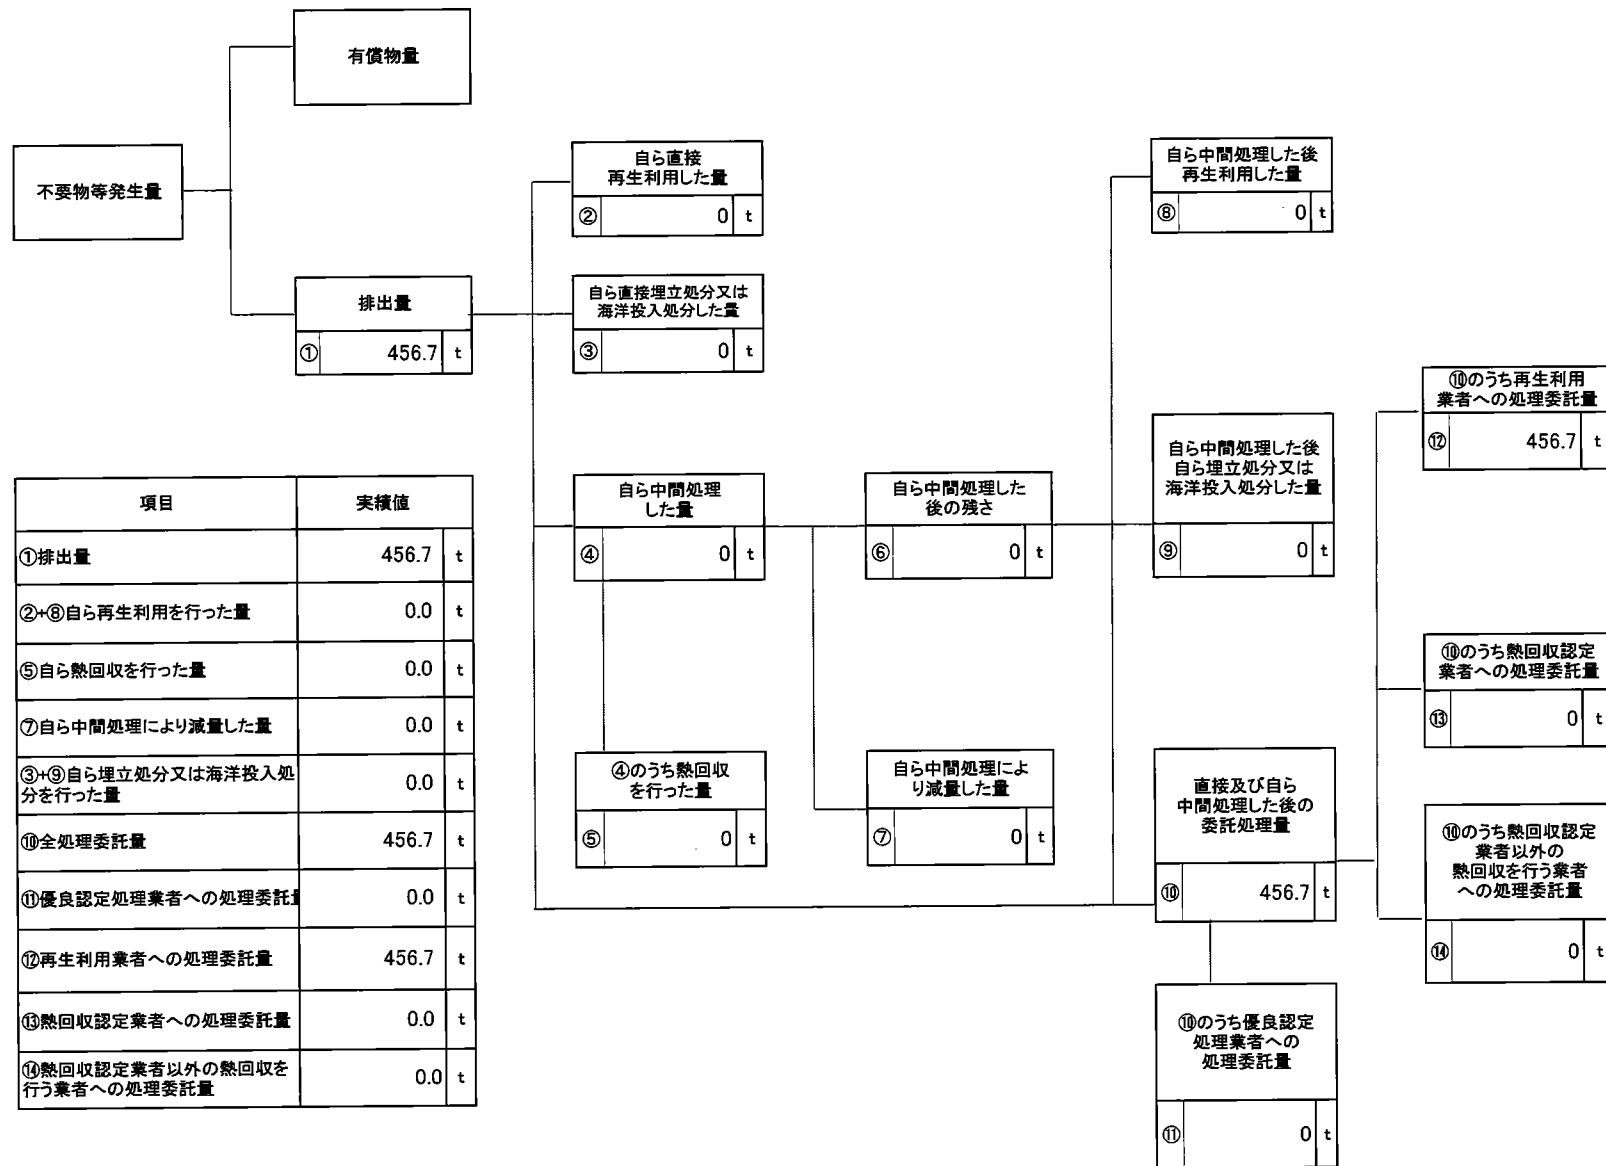 有償物量
不要物等発生量
排出量
① 456.7 t
自ら直接
再生利用した量
② 0 t
自ら直接埋立処分又は
海洋投入処分した量
③ 0 t
自ら中間処理
した量
④ 0 t
④のうち熱回収
を行った量
⑤ 0 t
自ら中間処理した
後の残さ
⑥ 0 t
自ら中間処理によ
り減量した量
⑦ 0 t
自ら中間処理した後
再生利用した量
⑧ 0 t
自ら中間処理した後
自ら埋立処分又は
海洋投入処分した量
⑨ 0 t
直接及び自ら
中間処理した後の
委託処理量
⑩ 456.7 t
⑩のうち優良認定
処理業者への
処理委託量
⑪ 0 t
⑩のうち再生利用
業者への処理委託量
⑫ 456.7 t
⑩のうち熱回収認定
業者への処理委託量
⑬ 0 t
⑩のうち熱回収認定
業者以外の
熱回収を行う業者
への処理委託量
⑭ 0 t
項目 実績値
①排出量 456.7 t
②+⑧自ら再生利用を行った量 0.0 t
⑤自ら熱回収を行った量 0.0 t
⑦自ら中間処理により減量した量 0.0 t
③+⑨自ら埋立処分又は海洋投入処
分を行った量 0.0 t
⑩全処理委託量 456.7 t
⑪優良認定処理業者への処理委託量 0.0 t
⑫再生利用業者への処理委託量 456.7 t
⑬熱回収認定業者への処理委託量 0.0 t
⑭熱回収認定業者以外の熱回収を
行う業者への処理委託量 0.0 t